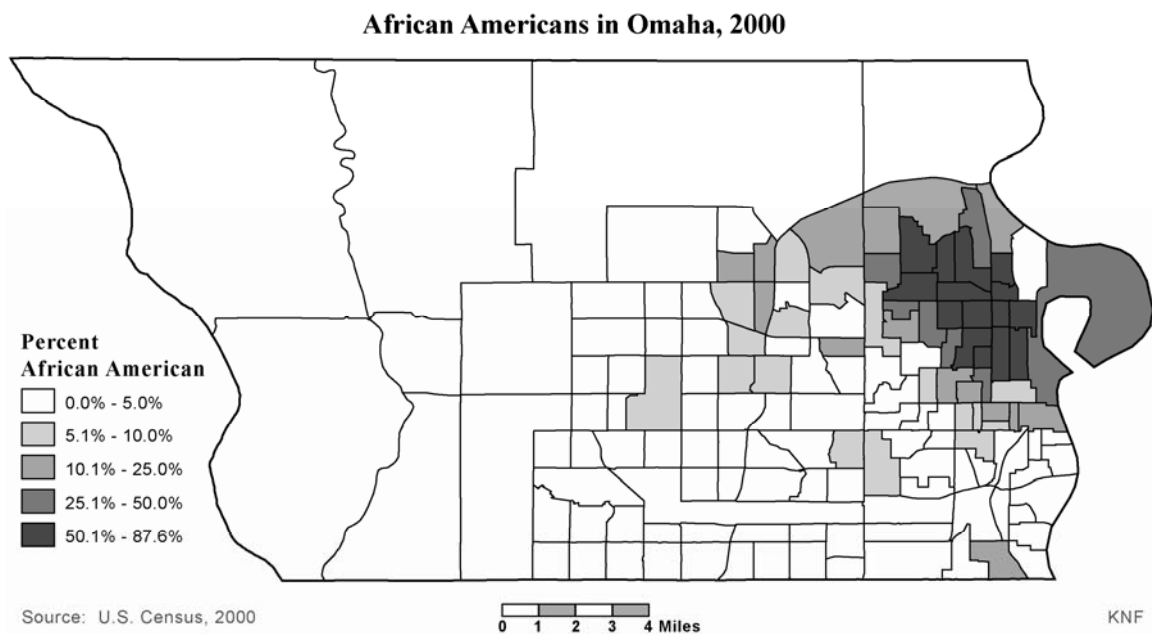 African Americans in Omaha, 2000
Percent
African American
0.0% - 5.0%
5.1% - 10.0%
10.1% - 25.0%
25.1% - 50.0%
50.1% - 87.6%
Source: U.S. Census, 2000
0 1 2 3 4 Miles
KNF